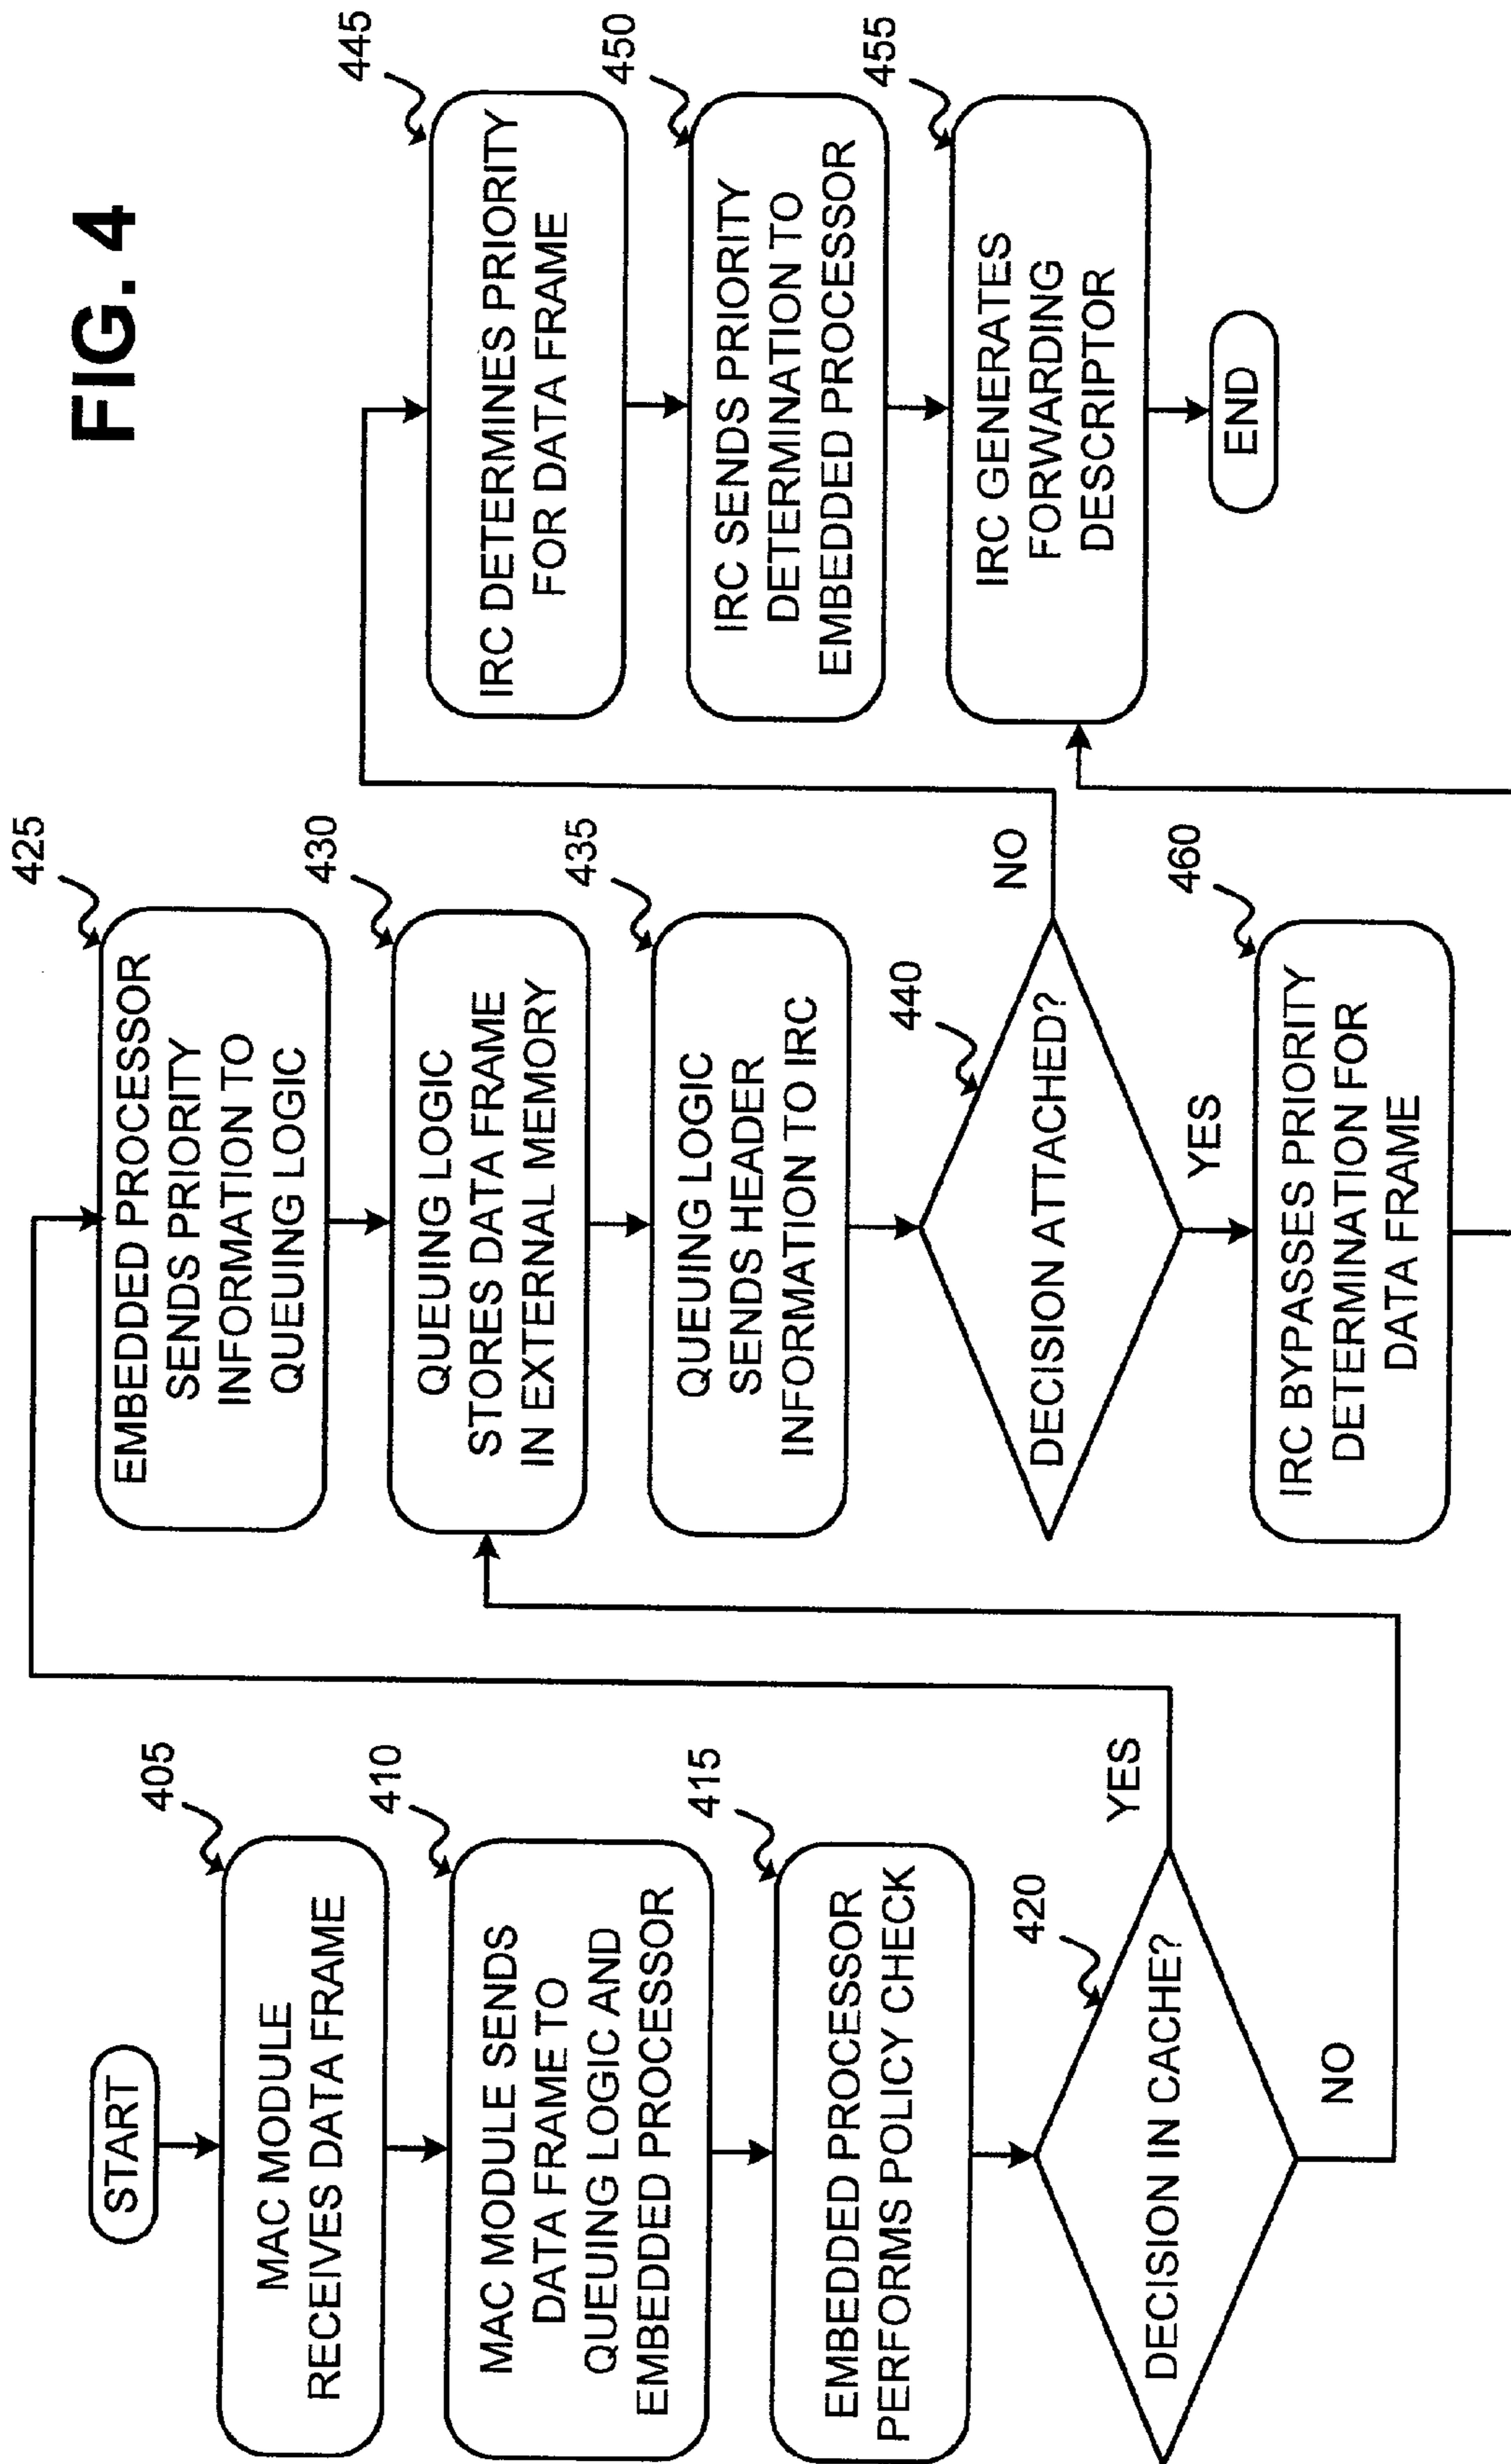 FIG. 4
START
405
MAC MODULE
RECEIVES DATA FRAME
410
MAC MODULE SENDS
DATA FRAME TO
QUEUING LOGIC AND
EMBEDDED PROCESSOR
415
EMBEDDED PROCESSOR
PERFORMS POLICY CHECK
420
DECISION IN CACHE?
YES
NO
425
EMBEDDED PROCESSOR
SENDS PRIORITY
INFORMATION TO
QUEUING LOGIC
430
QUEUING LOGIC
STORES DATA FRAME
IN EXTERNAL MEMORY
435
QUEUING LOGIC
SENDS HEADER
INFORMATION TO IRC
440
DECISION ATTACHED?
NO
YES
460
IRC BYPASSES PRIORITY
DETERMINATION FOR
DATA FRAME
445
IRC DETERMINES PRIORITY
FOR DATA FRAME
450
IRC SENDS PRIORITY
DETERMINATION TO
EMBEDDED PROCESSOR
455
IRC GENERATES
FORWARDING
DESCRIPTOR
END